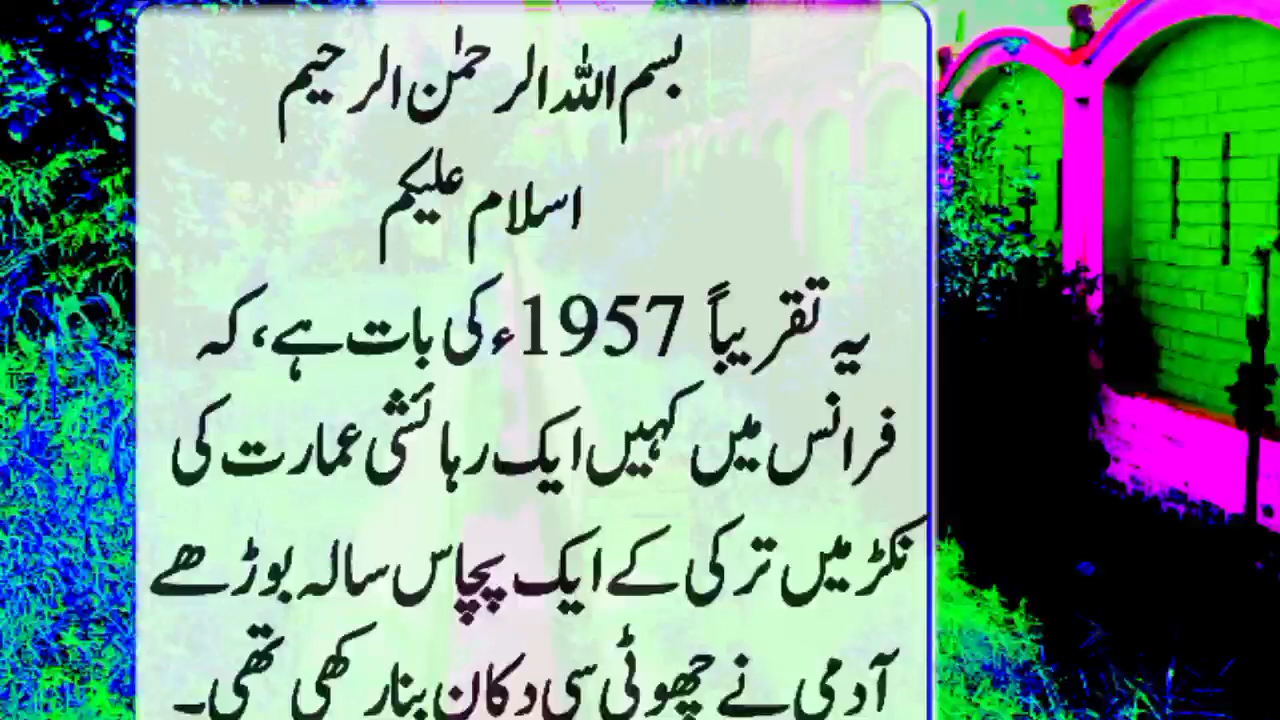 بسم اللہ الرحمٰن الرحیم
اسلام علیکم
یہ تقریباً 1957ء کی بات ہے، کہ
فرانس میں کہیں ایک رہائشی عمارت کی
نکڑ میں ترکی کے ایک پچاس سالہ بوڑھے
آدمی نے چھوٹی سی دکان بنا رکھی تھی۔